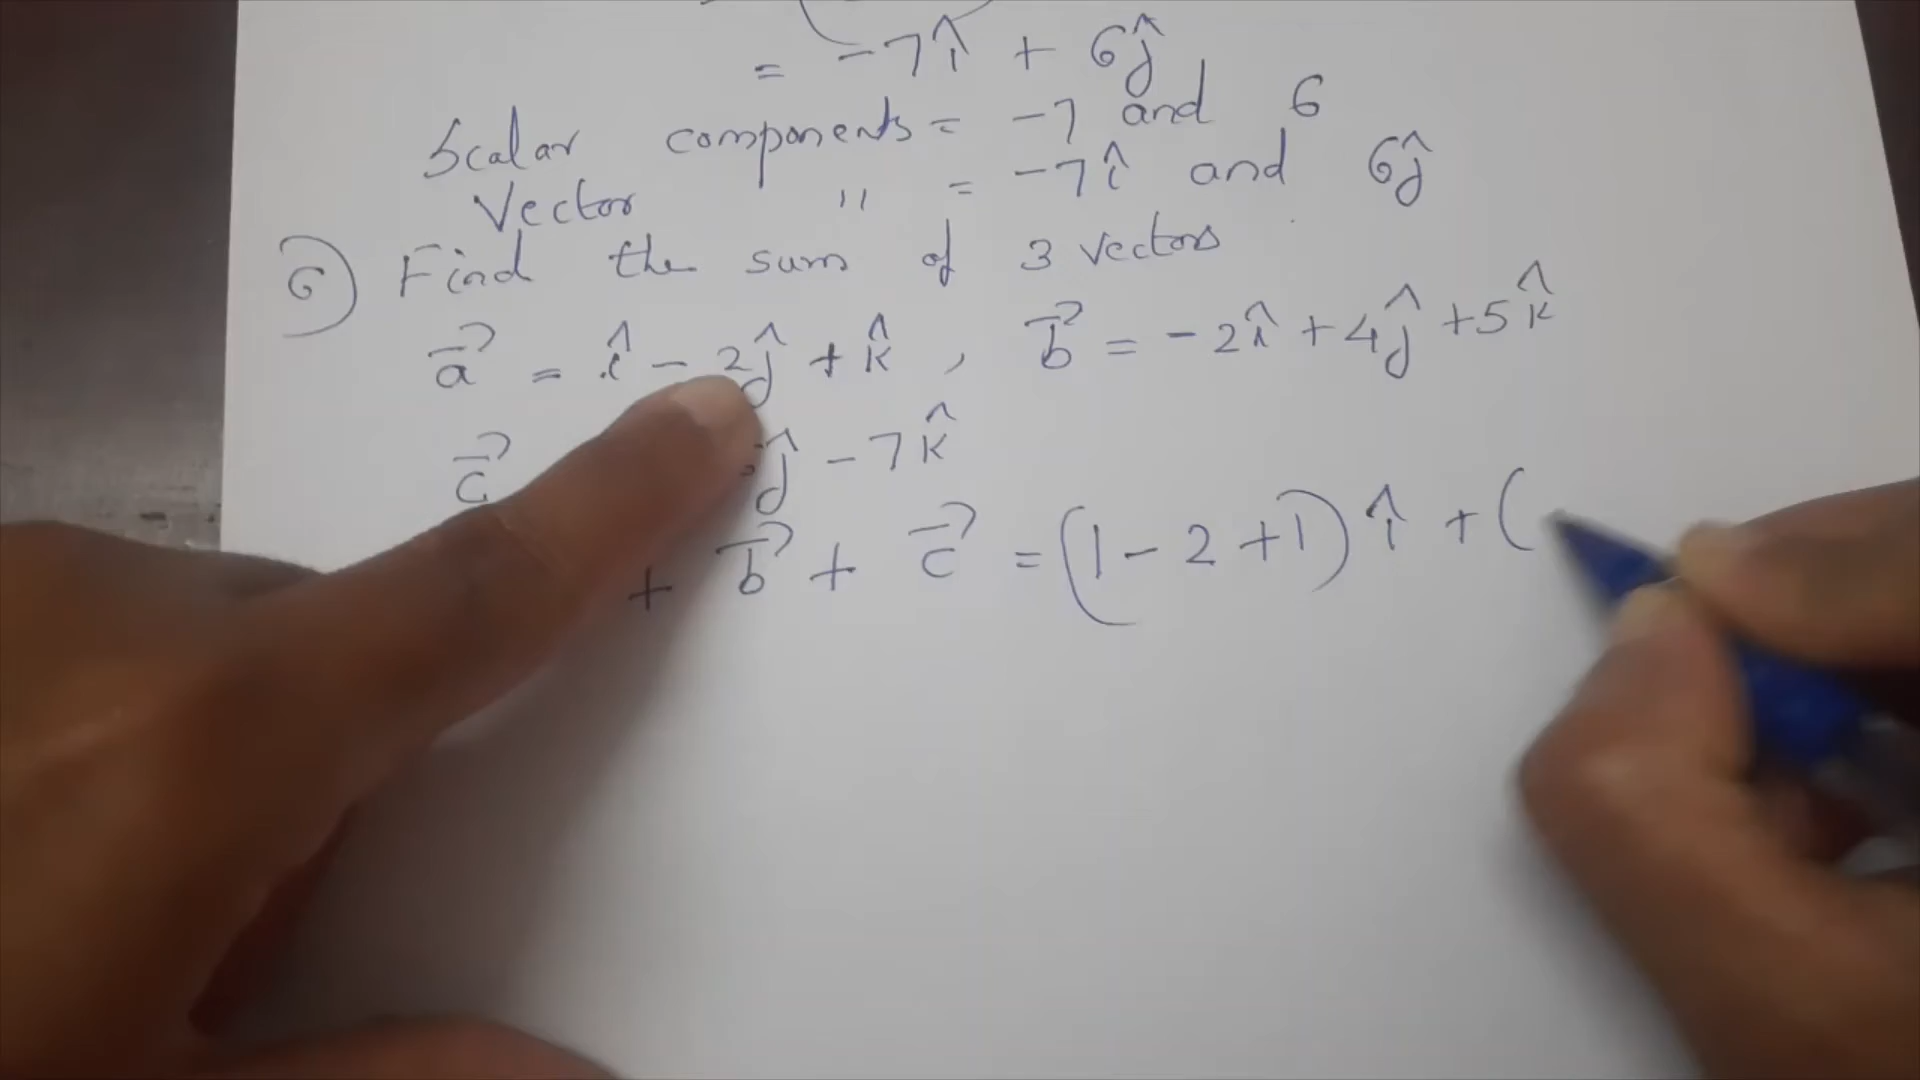 = -7î + 6ĵ
Scalar components = -7 and 6
Vector " = -7î and 6ĵ
6) Find the sum of 3 vectors
a⃗ = î - 2ĵ + k̂, b⃗ = -2î + 4ĵ + 5k̂
c⃗ ĵ - 7k̂
+ b⃗ + c⃗ = (1 - 2 + 1) î + (